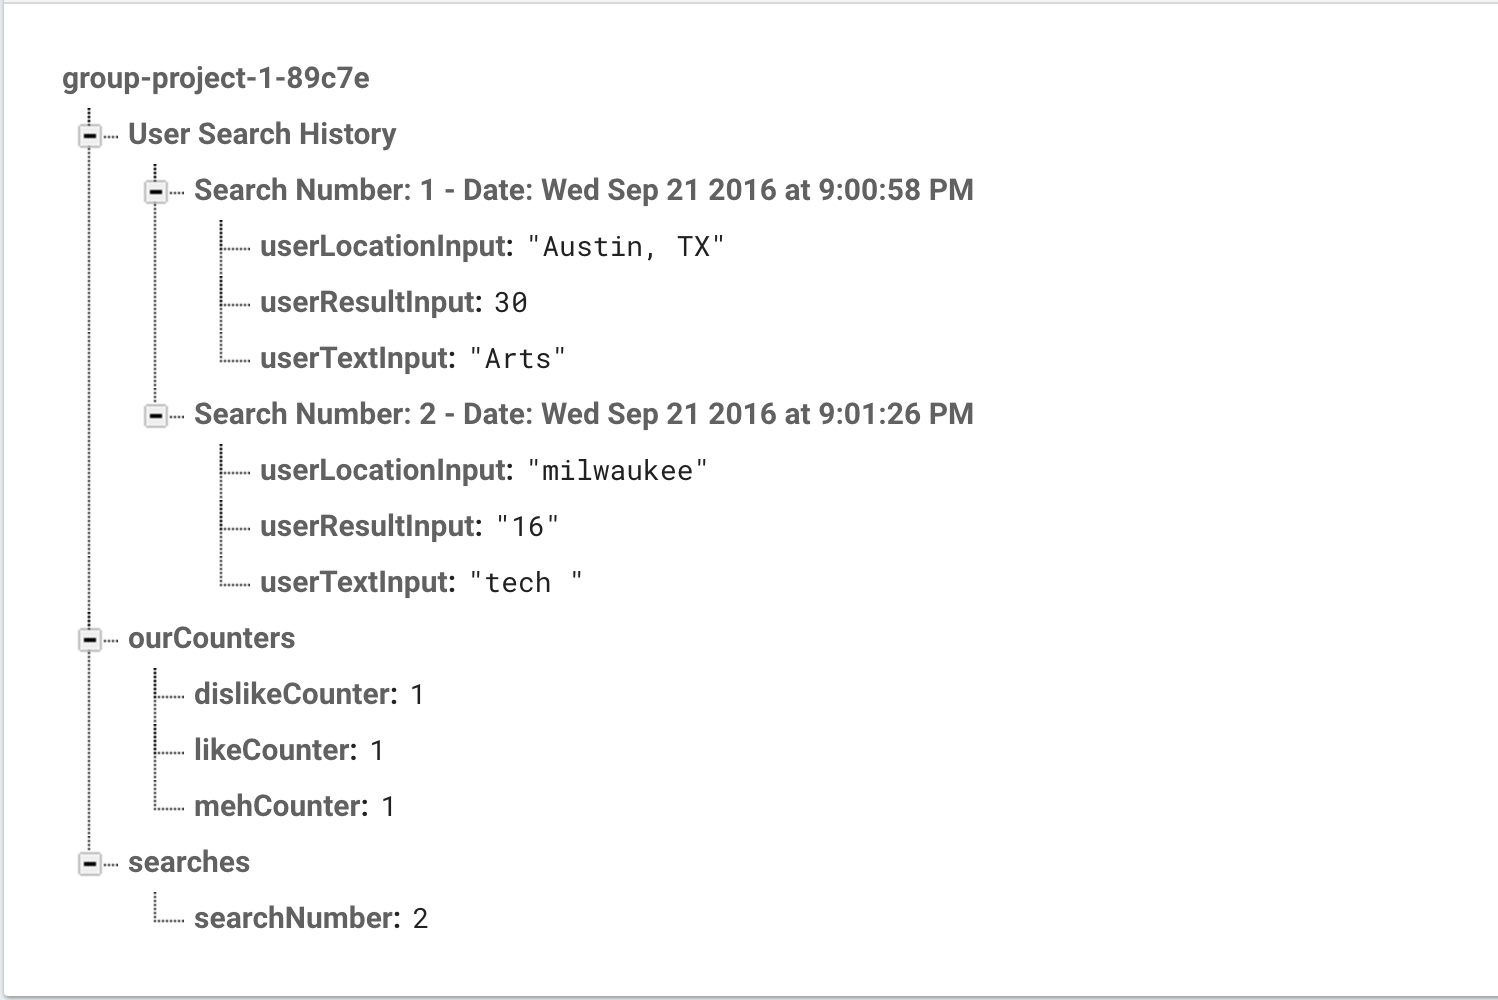 group-project-1-89c7e
User Search History
Search Number: 1 - Date: Wed Sep 21 2016 at 9:00:58 PM
userLocationInput: "Austin, TX"
userResultInput: 30
userTextInput: "Arts"
Search Number: 2 - Date: Wed Sep 21 2016 at 9:01:26 PM
userLocationInput: "milwaukee"
userResultInput: "16"
userTextInput: "tech "
ourCounters
dislikeCounter: 1
likeCounter: 1
mehCounter: 1
searches
searchNumber: 2